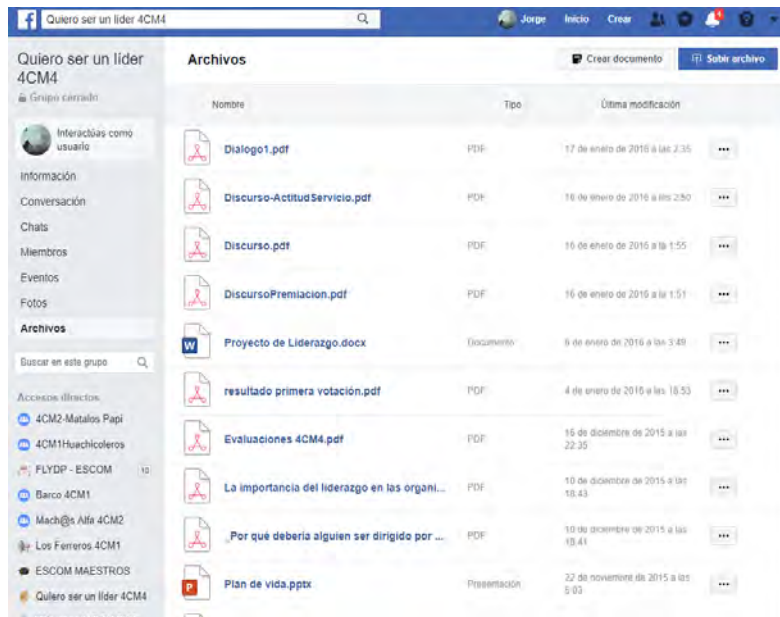 Quiero ser un líder 4CM4
Jorge Inicio Crear
Quiero ser un líder
4CM4
Grupo cerrado
Interactúas como
usuario
Información
Conversación
Chats
Miembros
Eventos
Fotos
Archivos
Buscar en este grupo
Accesos directos
4CM2-Matalos Papi
4CM1Huachicoleros
FLYDP - ESCOM 10
Barco 4CM1
Mach@s Alfa 4CM2
Los Ferreros 4CM1
ESCOM MAESTROS
Quiero ser un líder 4CM4
Archivos
Crear documento Subir archivo
Nombre Tipo Última modificación
Dialogo1.pdf PDF 17 de enero de 2016 a las 2:35
Discurso-ActitudServicio.pdf PDF 16 de enero de 2016 a las 2:50
Discurso.pdf PDF 16 de enero de 2016 a la 1:55
DiscursoPremiacion.pdf PDF 16 de enero de 2016 a la 1:51
Proyecto de Liderazgo.docx Documento 6 de enero de 2016 a las 3:49
resultado primera votación.pdf PDF 4 de enero de 2016 a las 18:53
Evaluaciones 4CM4.pdf PDF 16 de diciembre de 2015 a las
22:35
La importancia del liderazgo en las organi... PDF 10 de diciembre de 2015 a las
18:43
_Por qué debería alguien ser dirigido por ... PDF 10 de diciembre de 2015 a las
18:41
Plan de vida.pptx Presentación 22 de noviembre de 2015 a las
5:03